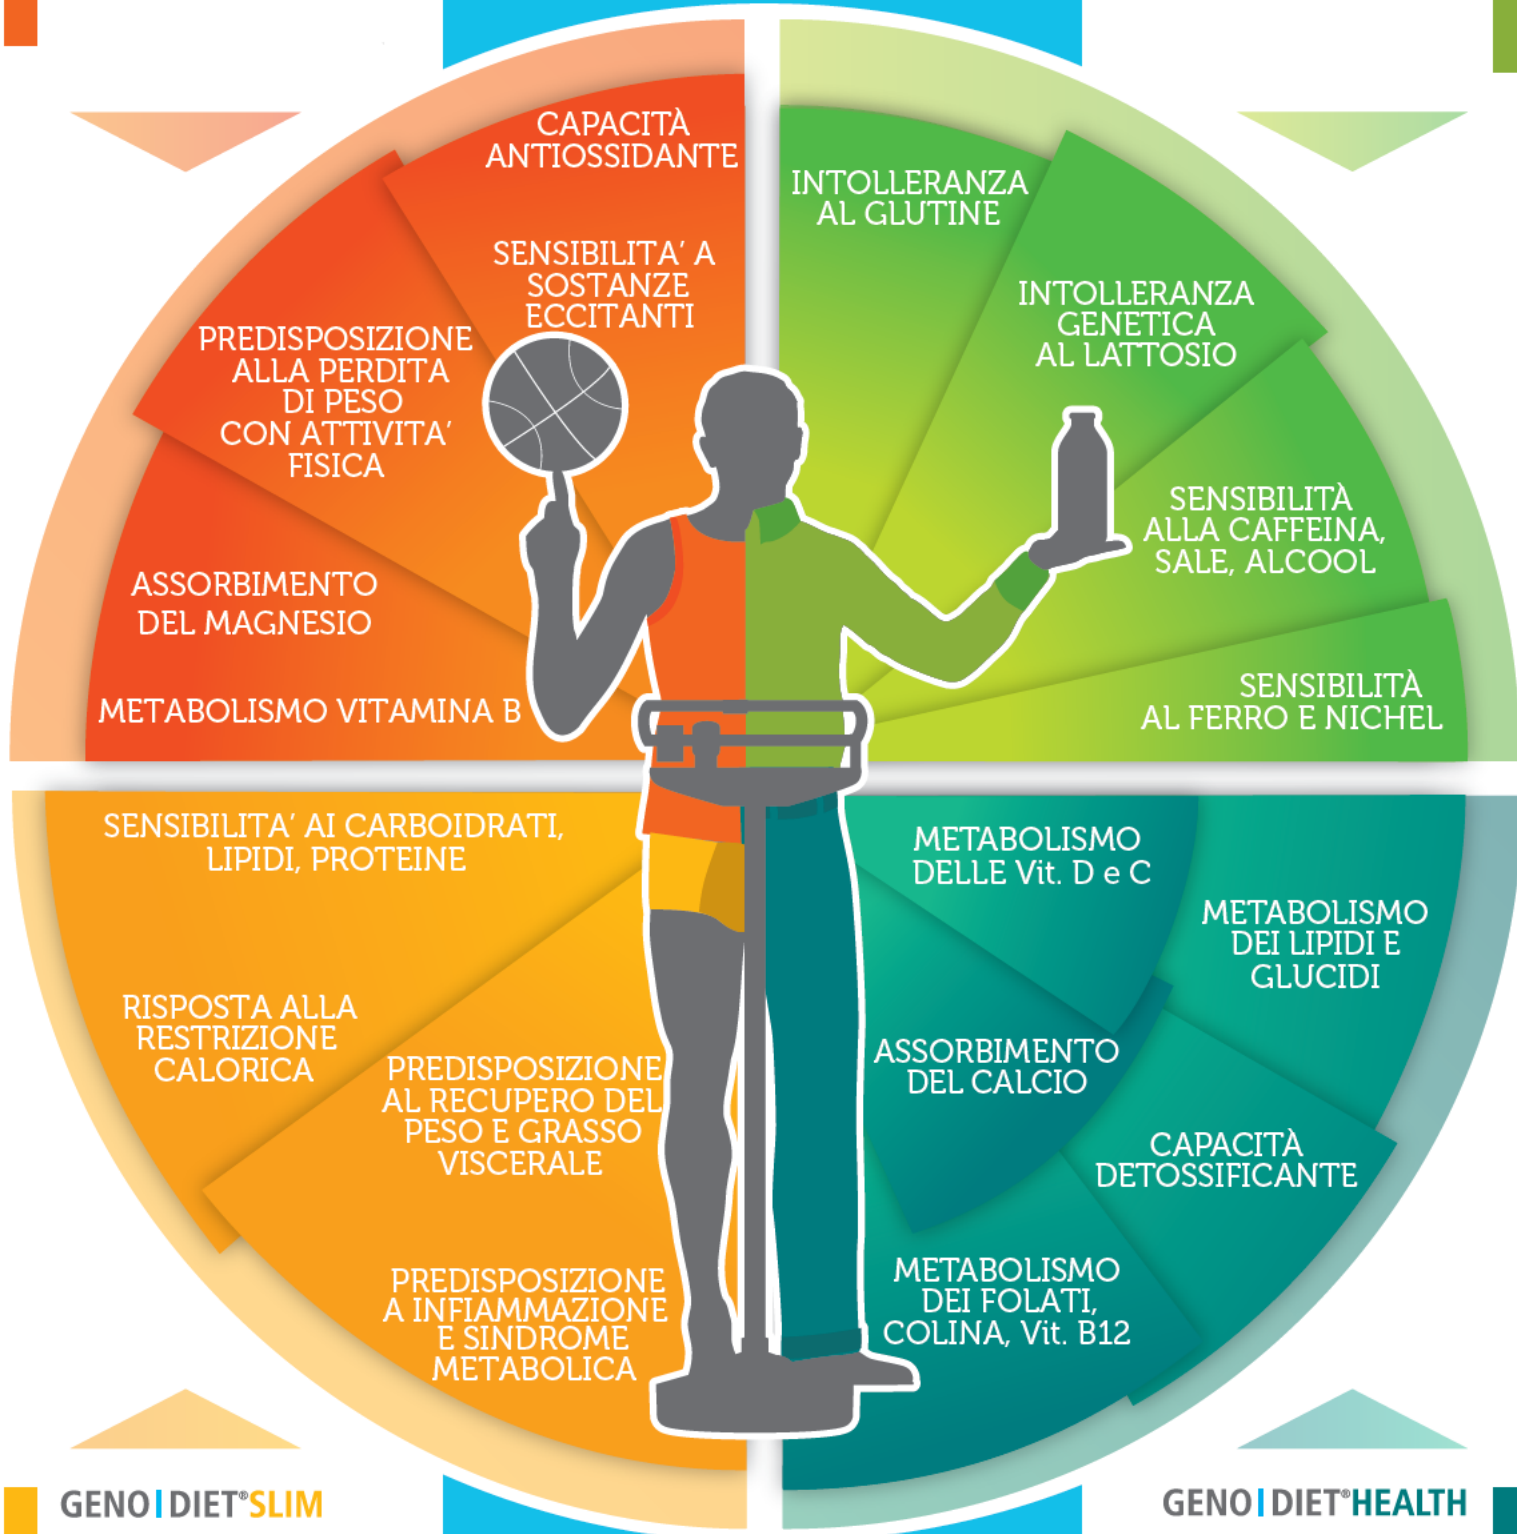 CAPACITÀ
ANTIOSSIDANTE
SENSIBILITA' A
SOSTANZE
ECCITANTI
PREDISPOSIZIONE
ALLA PERDITA
DI PESO
CON ATTIVITA'
FISICA
ASSORBIMENTO
DEL MAGNESIO
METABOLISMO VITAMINA B
INTOLLERANZA
AL GLUTINE
INTOLLERANZA
GENETICA
AL LATTOSIO
SENSIBILITÀ
ALLA CAFFEINA,
SALE, ALCOOL
SENSIBILITÀ
AL FERRO E NICHEL
SENSIBILITA' AI CARBOIDRATI,
LIPIDI, PROTEINE
RISPOSTA ALLA
RESTRIZIONE
CALORICA
PREDISPOSIZIONE
AL RECUPERO DEL
PESO E GRASSO
VISCERALE
PREDISPOSIZIONE
A INFIAMMAZIONE
E SINDROME
METABOLICA
METABOLISMO
DELLE Vit. D e C
METABOLISMO
DEI LIPIDI E
GLUCIDI
ASSORBIMENTO
DEL CALCIO
CAPACITÀ
DETOSSIFICANTE
METABOLISMO
DEI FOLATI,
COLINA, Vit. B12
GENO|DIET®SLIM
GENO|DIET®HEALTH